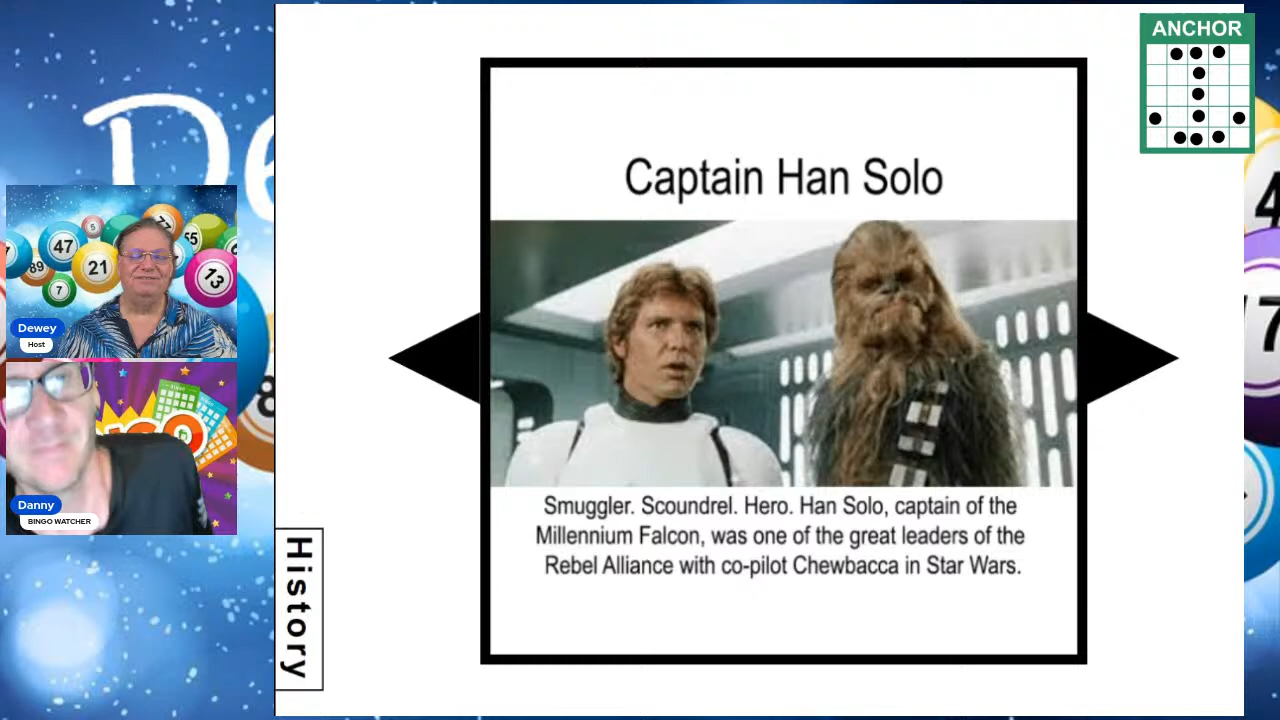 ANCHOR
De
Captain Han Solo
Smuggler. Scoundrel. Hero. Han Solo, captain of the
Millennium Falcon, was one of the great leaders of the
Rebel Alliance with co-pilot Chewbacca in Star Wars.
History
5
47
55
89
21
7
13
Dewey
Host
Danny
BINGO WATCHER